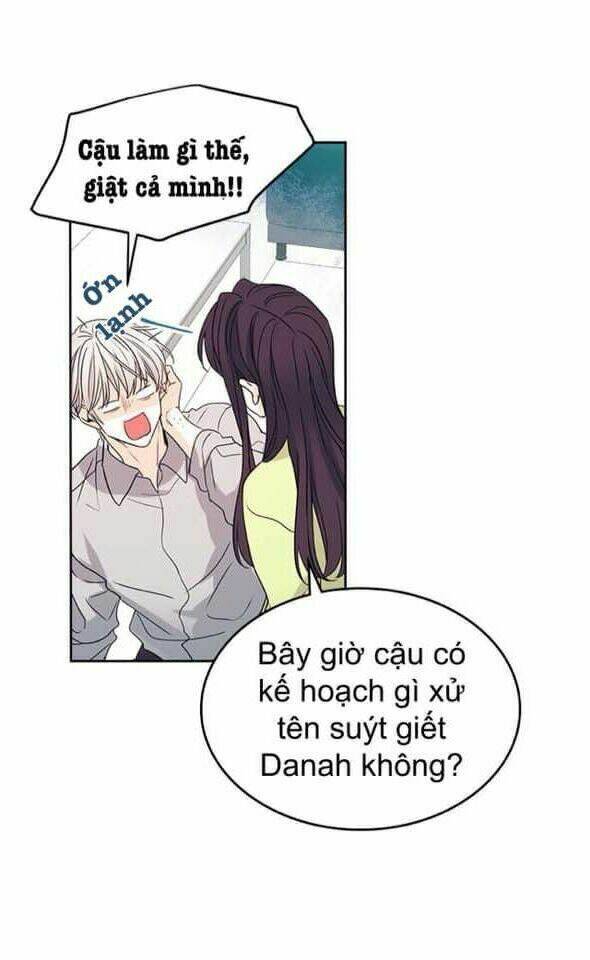 Cậu làm gì thế,
giật cả mình!!
Ớn
lạnh
Bây giờ cậu có
kế hoạch gì xử
tên suýt giết
Danah không?